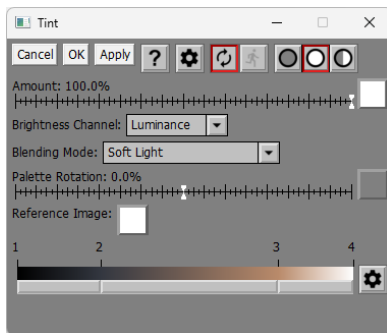 Tint
Cancel OK Apply ?
Amount: 100.0%
Brightness Channel: Luminance
Blending Mode: Soft Light
Palette Rotation: 0.0%
Reference Image:
1 2 3 4